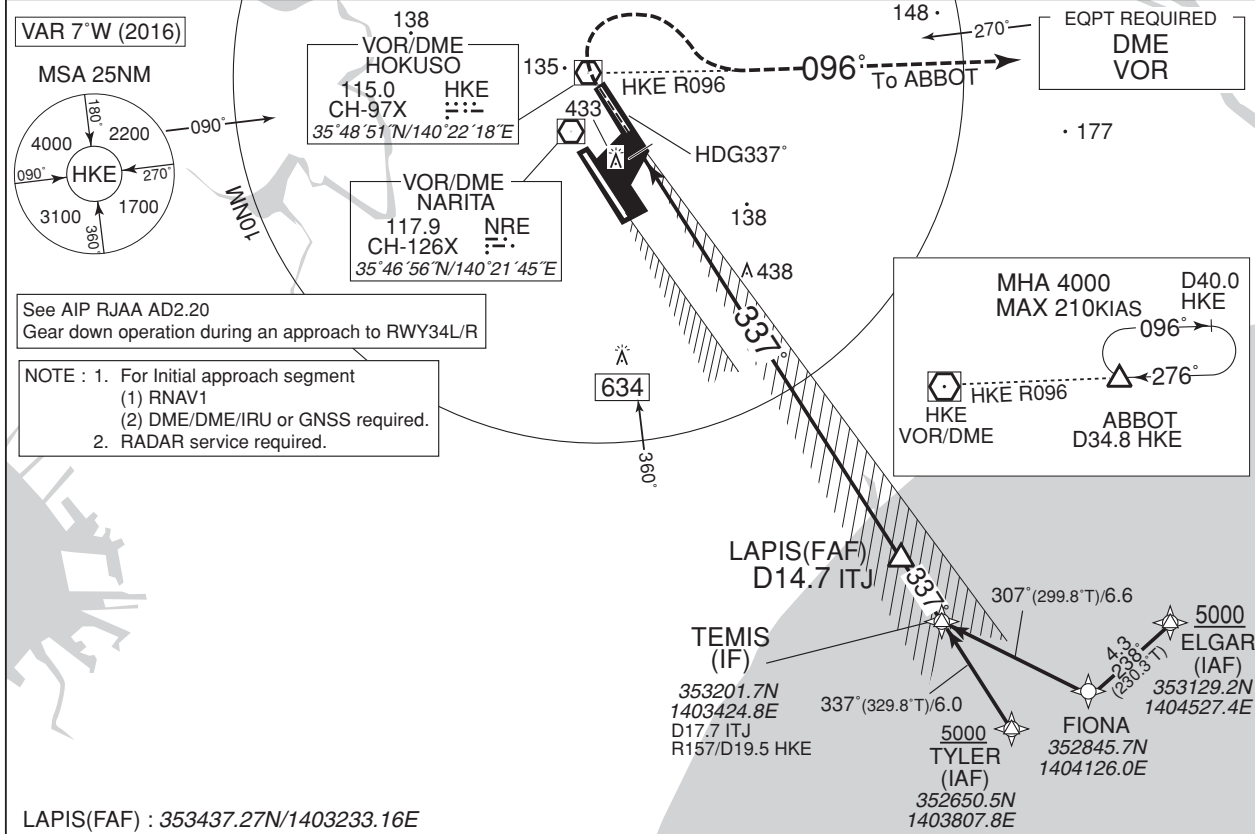 VAR 7°W (2016)
MSA 25NM
180°
4000
2200
090°
HKE
090°
270°
3100
1700
360°
10NM
138
VOR/DME
HOKUSO
115.0 HKE
CH-97X
35°48´51˝N/140°22´18˝E
135
433
HKE R096
096°
To ABBOT
148
270°
EQPT REQUIRED
DME
VOR
177
HDG337°
VOR/DME
NARITA
117.9 NRE
CH-126X
35°46´56˝N/140°21´45˝E
138
438
See AIP RJAA AD2.20
Gear down operation during an approach to RWY34L/R
NOTE : 1. For Initial approach segment
(1) RNAV1
(2) DME/DME/IRU or GNSS required.
2. RADAR service required.
634
360°
337°
MHA 4000
MAX 210KIAS
D40.0
HKE
096°
276°
HKE R096
HKE
VOR/DME
ABBOT
D34.8 HKE
LAPIS(FAF)
D14.7 ITJ
337°
307°(299.8°T)/6.6
TEMIS
(IF)
353201.7N
1403424.8E
D17.7 ITJ
R157/D19.5 HKE
337°(329.8°T)/6.0
4.3
238°
(230.3°T)
5000
ELGAR
(IAF)
353129.2N
1404527.4E
FIONA
352845.7N
1404126.0E
5000
TYLER
(IAF)
352650.5N
1403807.8E
LAPIS(FAF) : 353437.27N/1403233.16E